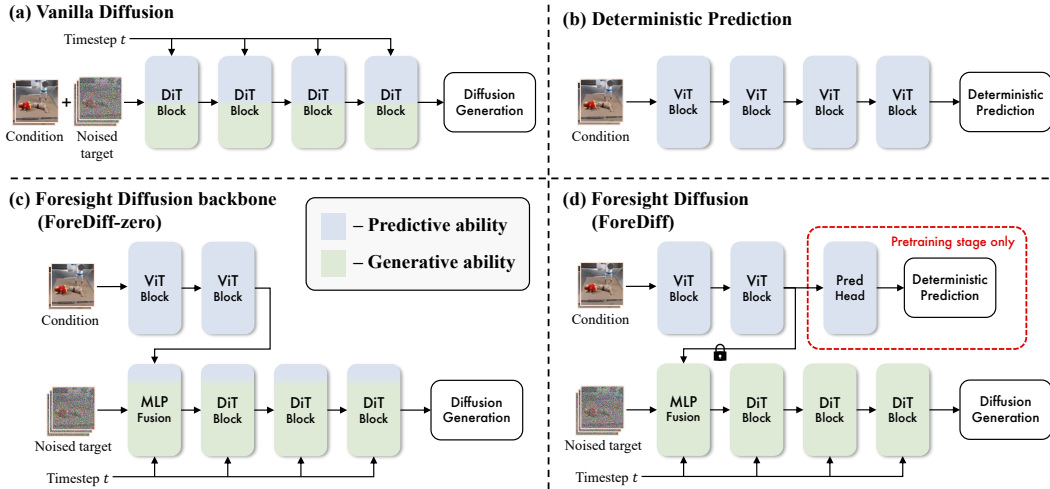 (a) Vanilla Diffusion
Timestep t
DiT
Block
DiT
Block
DiT
Block
DiT
Block
Diffusion
Generation
+
Condition
Noised
target
(b) Deterministic Prediction
ViT
Block
ViT
Block
ViT
Block
ViT
Block
Deterministic
Prediction
Condition
(c) Foresight Diffusion backbone
(ForeDiff-zero)
– Predictive ability
– Generative ability
ViT
Block
ViT
Block
Condition
MLP
Fusion
DiT
Block
DiT
Block
DiT
Block
Diffusion
Generation
Noised target
Timestep t
(d) Foresight Diffusion
(ForeDiff)
Pretraining stage only
ViT
Block
ViT
Block
Pred
Head
Deterministic
Prediction
Condition
MLP
Fusion
DiT
Block
DiT
Block
DiT
Block
Diffusion
Generation
Noised target
Timestep t